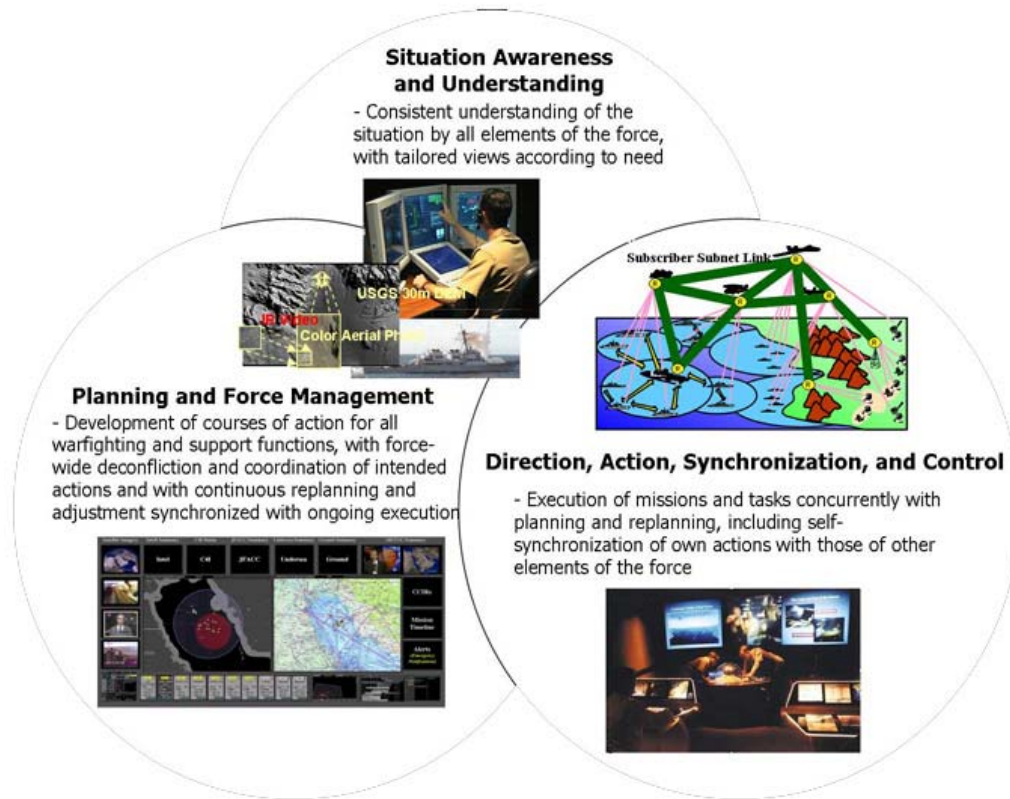 Situation Awareness
and Understanding
- Consistent understanding of the
situation by all elements of the force,
with tailored views according to need
USGS 30m DEM
IR Video
Color Aerial Photo
Subscriber Subnet Link
R
R
R
R
R
R
R
Planning and Force Management
- Development of courses of action for all
warfighting and support functions, with force-
wide deconfliction and coordination of intended
actions and with continuous replanning and
adjustment synchronized with ongoing execution
Intel
C4I
JFACC
Undersea
Ground
CCIRs
Mission
Timeline
Alerts
Direction, Action, Synchronization, and Control
- Execution of missions and tasks concurrently with
planning and replanning, including self-
synchronization of own actions with those of other
elements of the force